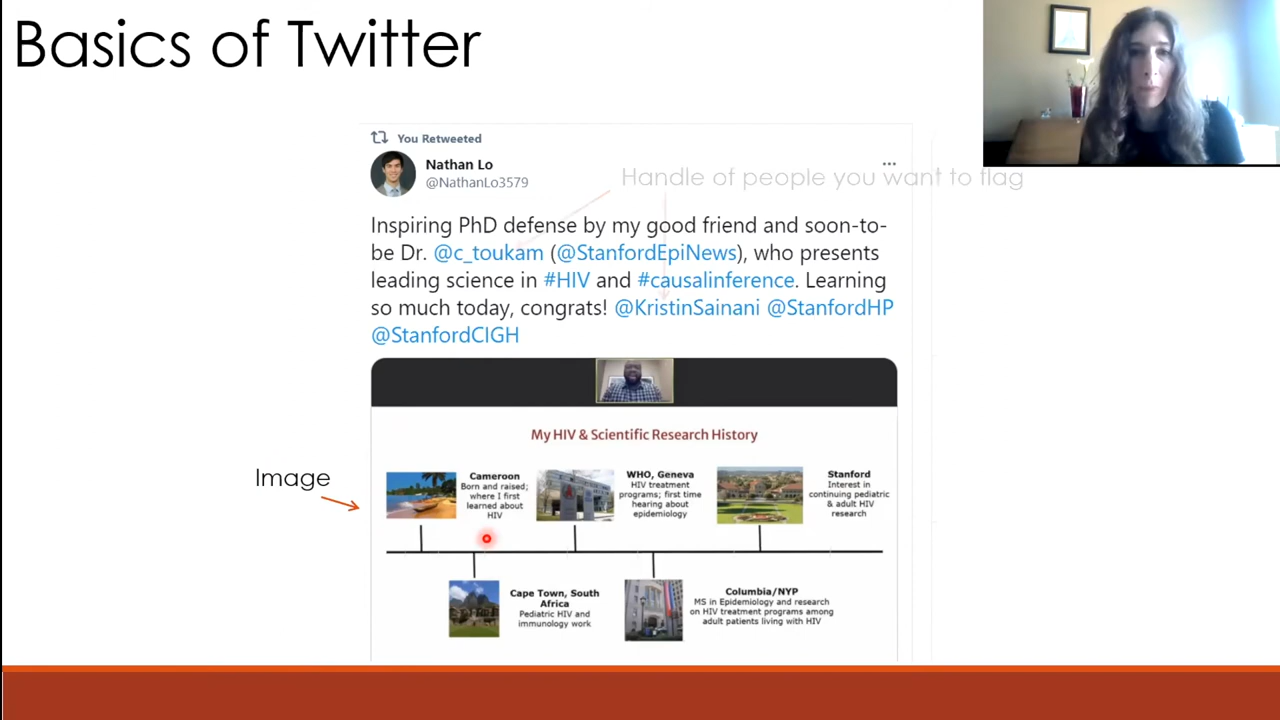 Basics of Twitter
You Retweeted
Nathan Lo
@NathanLo3579
Handle of people you want to flag
Inspiring PhD defense by my good friend and soon-to-
be Dr. @c_toukam (@StanfordEpiNews), who presents
leading science in #HIV and #causalinference. Learning
so much today, congrats! @KristinSainani @StanfordHP
@StanfordCIGH
My HIV & Scientific Research History
Image
Cameroon
Born and raised;
where I first
learned about
HIV
WHO, Geneva
HIV treatment
programs; first time
hearing about
epidemiology
Stanford
Interest in
continuing pediatric
& adult HIV
research
Cape Town, South
Africa
Pediatric HIV and
immunology work
Columbia/NYP
MS in Epidemiology and research
on HIV treatment programs among
adult patients living with HIV